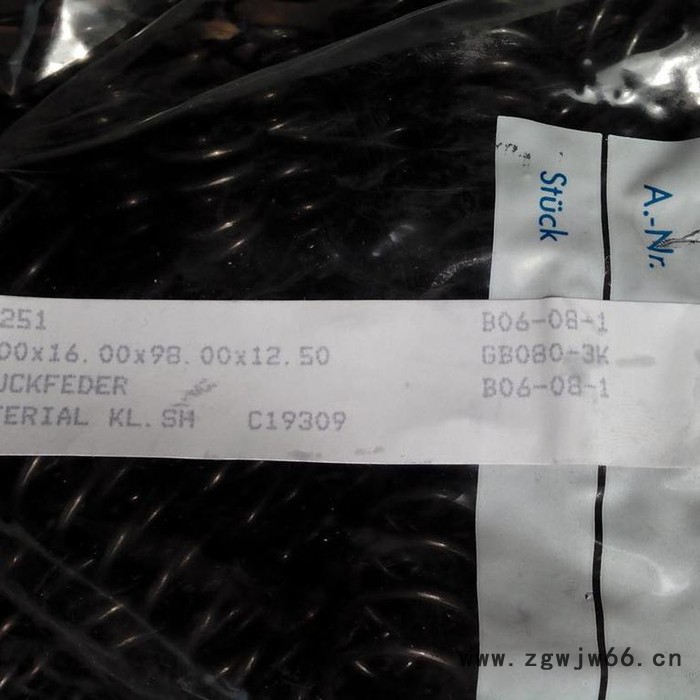 Stück
A.-Nr.
251 B06-08-1
00x16.00x98.00x12.50 GB080-3K
UCKFEDER B06-08-1
TERIAL KL.SH C19309
www.zgwjw66.cn